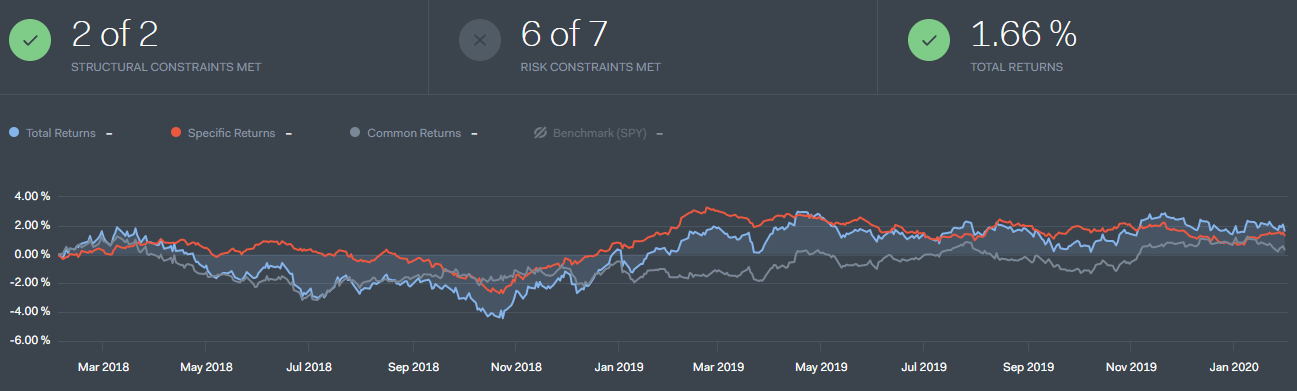 2 of 2
STRUCTURAL CONSTRAINTS MET
6 of 7
RISK CONSTRAINTS MET
1.66 %
TOTAL RETURNS
Total Returns – Specific Returns – Common Returns – Benchmark (SPY) –
4.00 %
2.00 %
0.00 %
-2.00 %
-4.00 %
-6.00 %
Mar 2018 May 2018 Jul 2018 Sep 2018 Nov 2018 Jan 2019 Mar 2019 May 2019 Jul 2019 Sep 2019 Nov 2019 Jan 2020